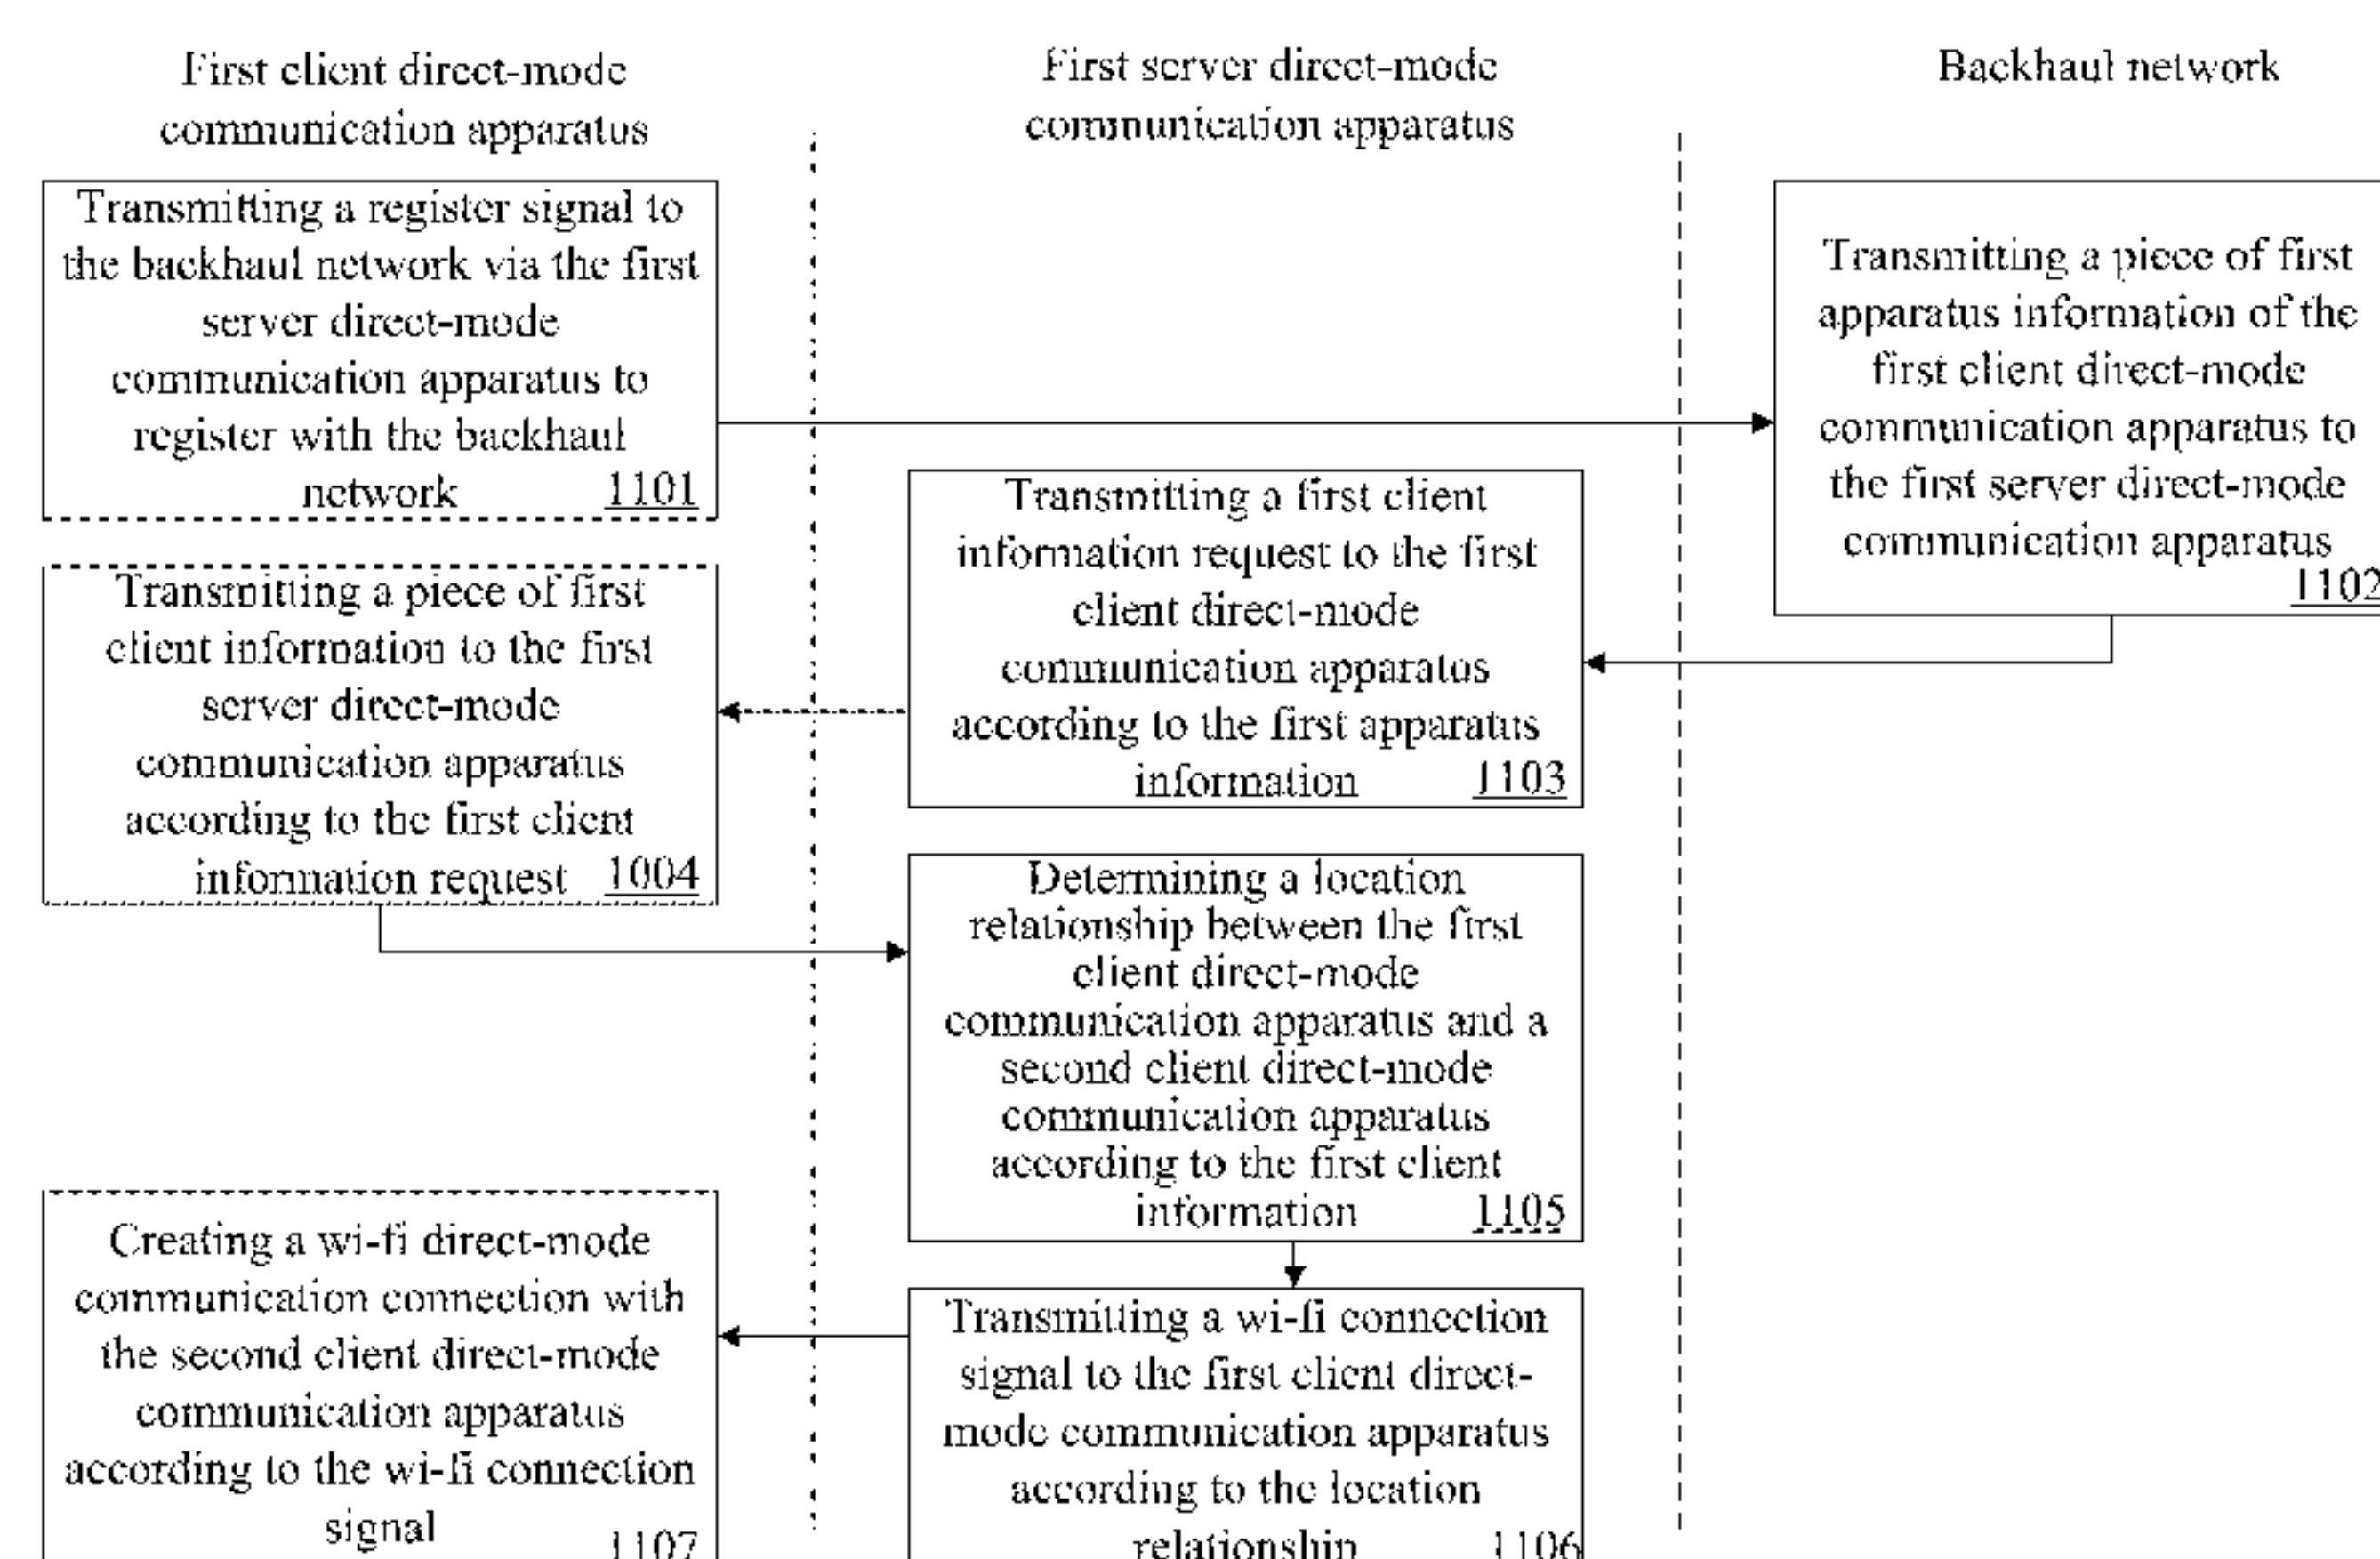 First client direct-mode
communication apparatus
First server direct-mode
communication apparatus
Backhaul network
Transmitting a register signal to
the backhaul network via the first
server direct-mode
communication apparatus to
register with the backhaul
network 1101
Transmitting a piece of first
apparatus information of the
first client direct-mode
communication apparatus to
the first server direct-mode
communication apparatus
1102
Transmitting a first client
information request to the first
client direct-mode
communication apparatus
according to the first apparatus
information 1103
Transmitting a piece of first
client information to the first
server direct-mode
communication apparatus
according to the first client
information request 1004
Determining a location
relationship between the first
client direct-mode
communication apparatus and a
second client direct-mode
communication apparatus
according to the first client
information 1105
Transmitting a wi-fi connection
signal to the first client direct-
mode communication apparatus
according to the location
relationship 1106
Creating a wi-fi direct-mode
communication connection with
the second client direct-mode
communication apparatus
according to the wi-fi connection
signal
1107